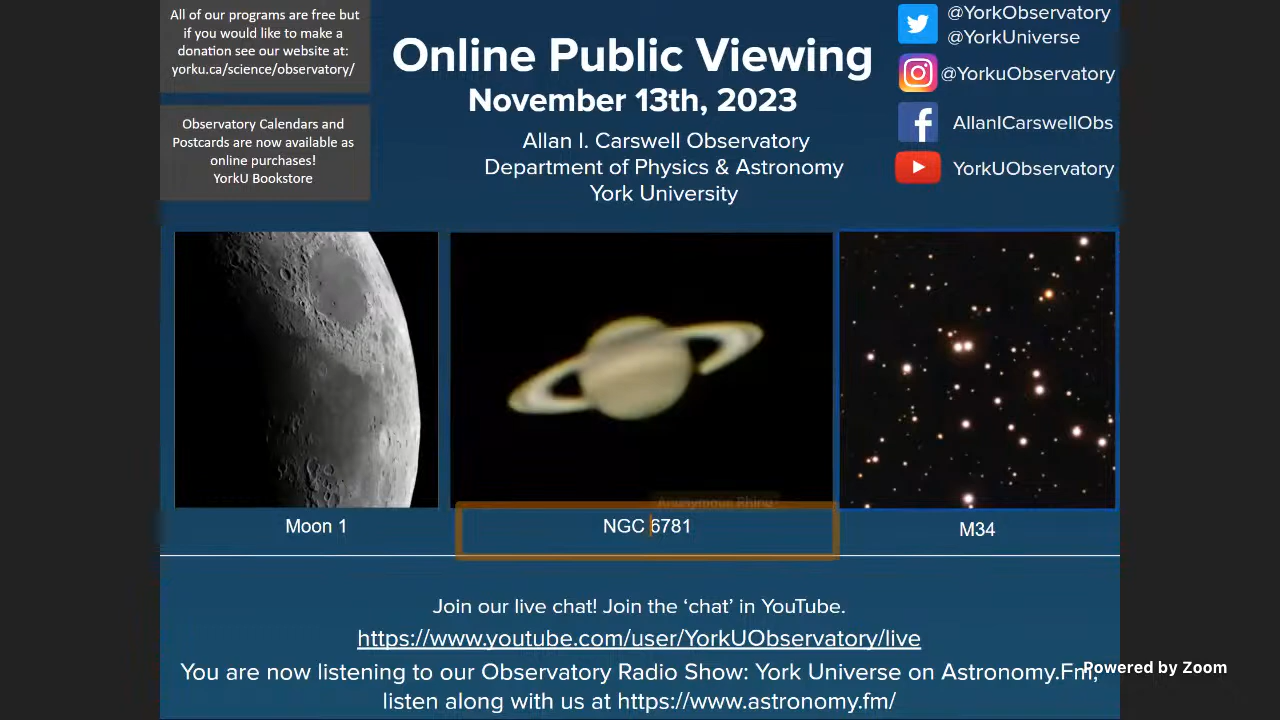 All of our programs are free but
if you would like to make a
donation see our website at:
yorku.ca/science/observatory/
Observatory Calendars and
Postcards are now available as
online purchases!
YorkU Bookstore
Online Public Viewing
November 13th, 2023
Allan I. Carswell Observatory
Department of Physics & Astronomy
York University
@YorkObservatory
@YorkUniverse
@YorkuObservatory
AllanICarswellObs
YorkUObservatory
Anonymous Rhino
Moon 1
NGC 6781
M34
Join our live chat! Join the ‘chat’ in YouTube.
https://www.youtube.com/user/YorkUObservatory/live
You are now listening to our Observatory Radio Show: York Universe on Astronomy.Fm,
listen along with us at https://www.astronomy.fm/
Powered by Zoom